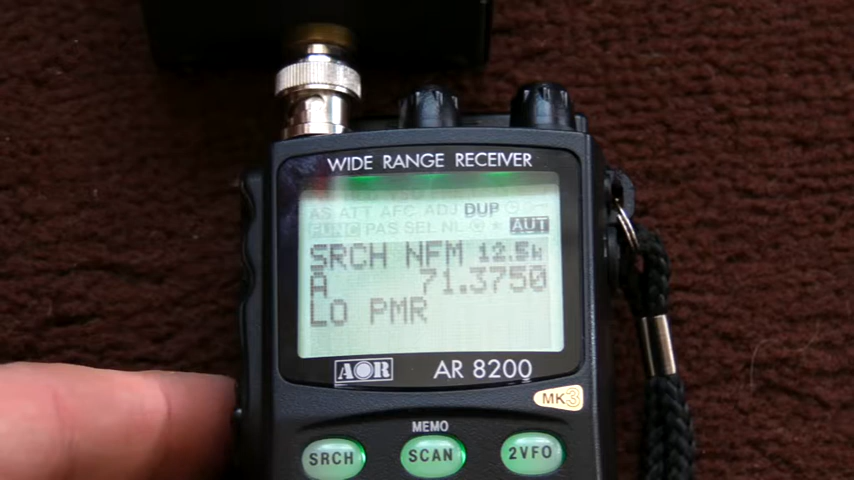 WIDE RANGE RECEIVER
AS ATT AFC ADJ DUP
FUNC PAS SEL NL AUT
SRCH NFM 12.5k
A 71.3750
LO PMR
AOR AR 8200
MK3
MEMO
SRCH SCAN 2VFO